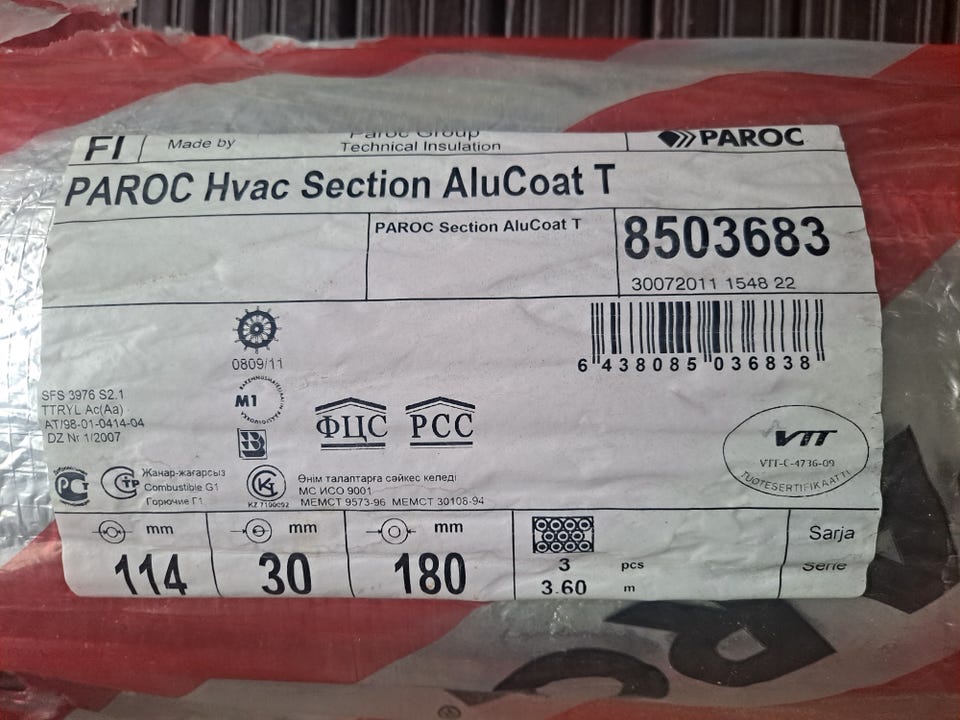 FI Made by Paroc Group
Technical Insulation
PAROC
PAROC Hvac Section AluCoat T
PAROC Section AluCoat T
8503683
30072011 1548 22
6 438085 036838
0809/11
M1
SFS 3976 S2.1
TTRYL Ac(Aa)
AT/98-01-0414-04
DZ Nr 1/2007
B
ФЦС РСС
VTT
VTT-C-4736-09
TUOTESERTIFIKAATTI
Жанар-жағарсыз
Combustible G1
Горючие Г1
Өнім талаптарға сәйкес келеді
МС ИСО 9001
МЕМСТ 9573-96 МЕМСТ 30108-94
mm mm mm
114 30 180
3 pcs
3.60 m
Sarja
Serie